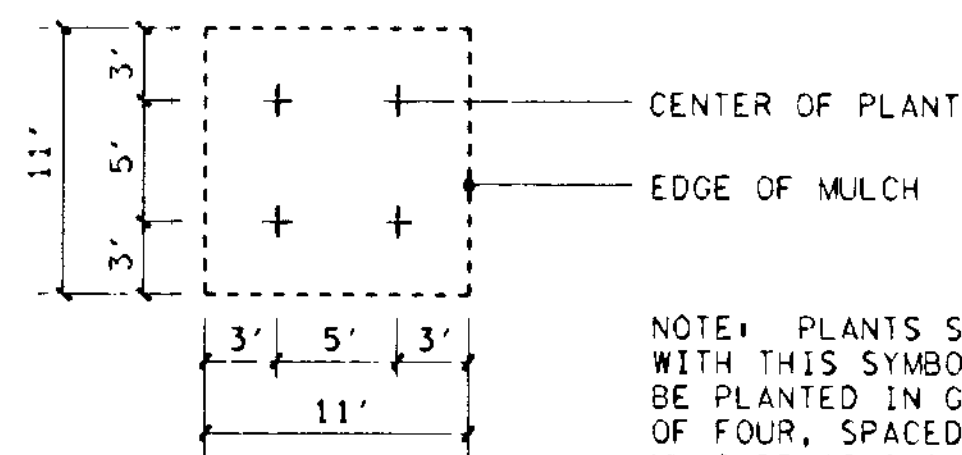 3'
CENTER OF PLANT
11'
5'
EDGE OF MULCH
3'
3' 5' 3'
11'
NOTE: PLANTS S
WITH THIS SYMBO
BE PLANTED IN G
OF FOUR, SPACED